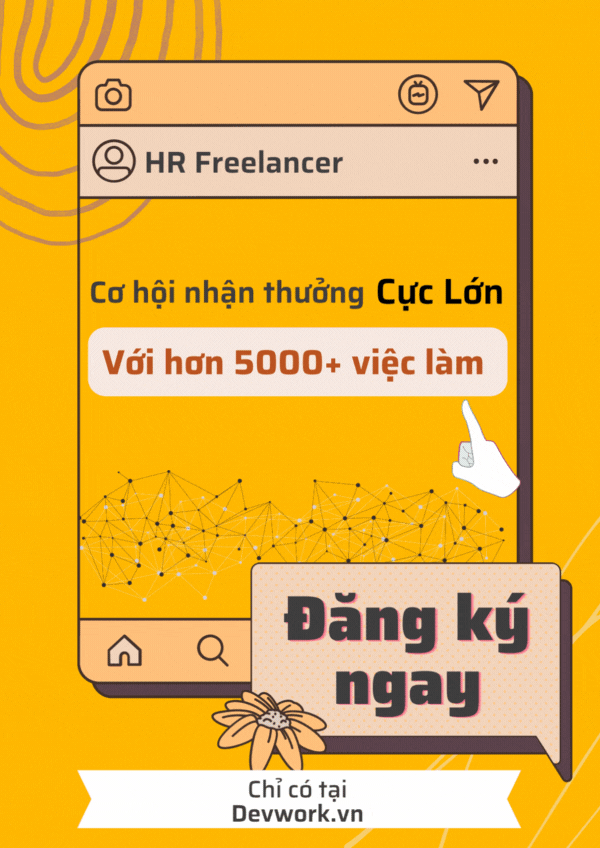 HR Freelancer
Cơ hội nhận thưởng Cực Lớn
Với hơn 5000+ việc làm
Đăng ký
ngay
Chỉ có tại
Devwork.vn